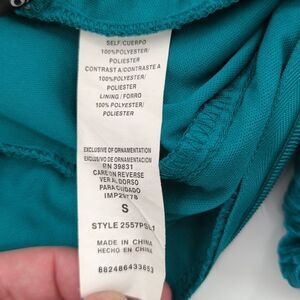 SELF/CUERPO
100%POLYESTER/
POLIESTER
CONTRAST A/CONTRASTE A
100%POLYESTER/
POLIESTER
LINING / FORRO
100% POLYESTER/
POLIESTER
EXCLUSIVE OF ORNAMENTATION
EXCLUSIVO DE ORNAMENTACION
RN 39831
CARE ON REVERSE
VER AL DORSO
PARA CUIDADO
IMP29778
S
STYLE 2557PSL1
MADE IN CHINA
HECHO EN CHINA
862486433653